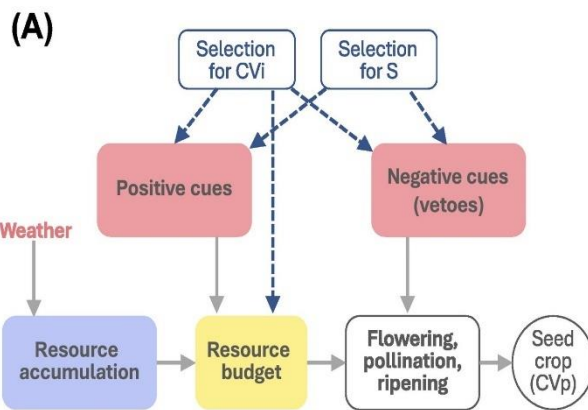 (A)
Selection
for CVi
Selection
for S
Positive cues
Negative cues
(vetoes)
Weather
Resource
accumulation
Resource
budget
Flowering,
pollination,
ripening
Seed
crop
(CVp)